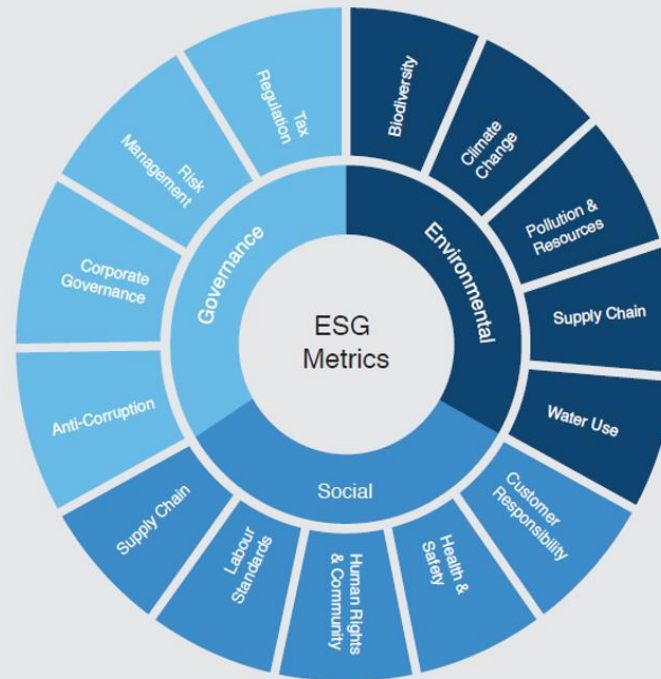 ESG
Metrics
Environmental
Social
Governance
Biodiversity
Climate
Change
Pollution &
Resources
Supply Chain
Water Use
Customer
Responsibility
Health &
Safety
Human Rights
& Community
Labour
Standards
Supply Chain
Anti-Corruption
Corporate
Governance
Risk
Management
Tax
Regulation